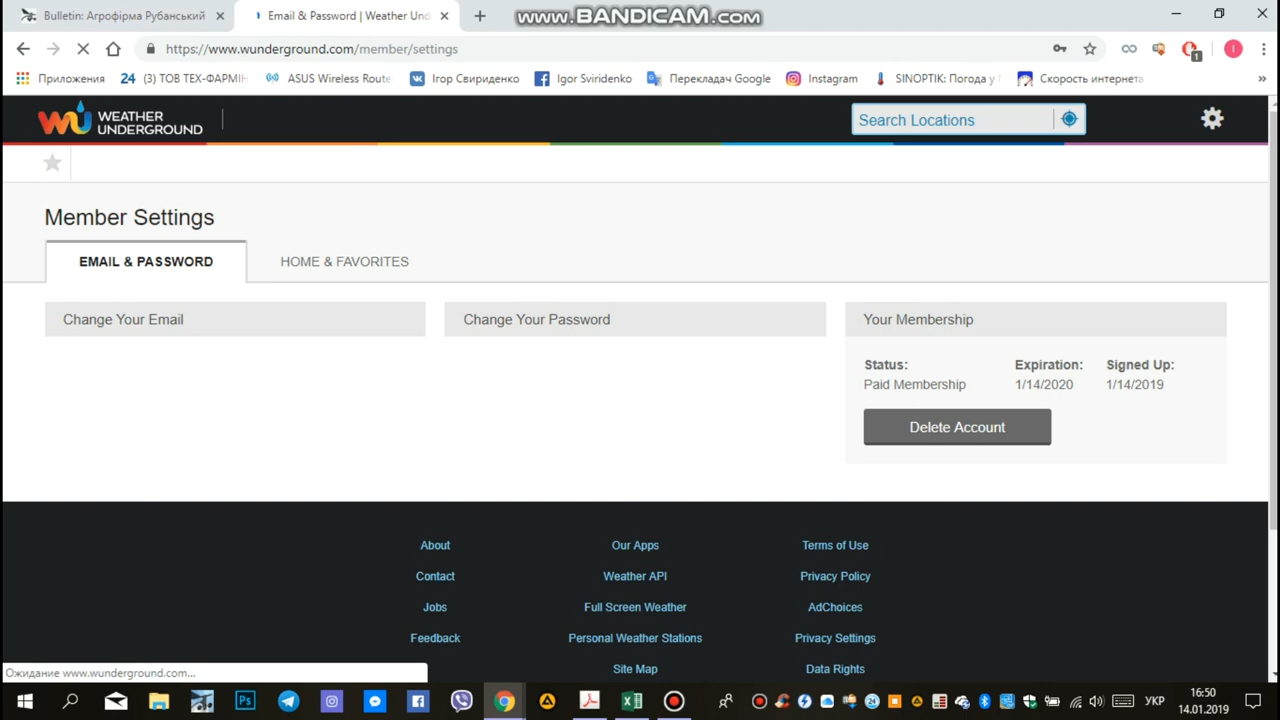 Bulletin: Агрофірма Рубанський
Email & Password | Weather Und
www.BANDICAM.com
https://www.wunderground.com/member/settings
1
I
Приложения
24 (3) ТОВ ТЕХ-ФАРМІН
ASUS Wireless Route
Ігор Свириденко
Igor Sviridenko
Перекладач Google
Instagram
SINOPTIK: Погода у
Скорость интернета
»
WU WEATHER
UNDERGROUND
Search Locations
Member Settings
EMAIL & PASSWORD
HOME & FAVORITES
Change Your Email
Change Your Password
Your Membership
Status: Expiration: Signed Up:
Paid Membership 1/14/2020 1/14/2019
Delete Account
About Our Apps Terms of Use
Contact Weather API Privacy Policy
Jobs Full Screen Weather AdChoices
Feedback Personal Weather Stations Privacy Settings
Site Map Data Rights
Ожидание www.wunderground.com...
Ps
24
УКР
16:50
14.01.2019